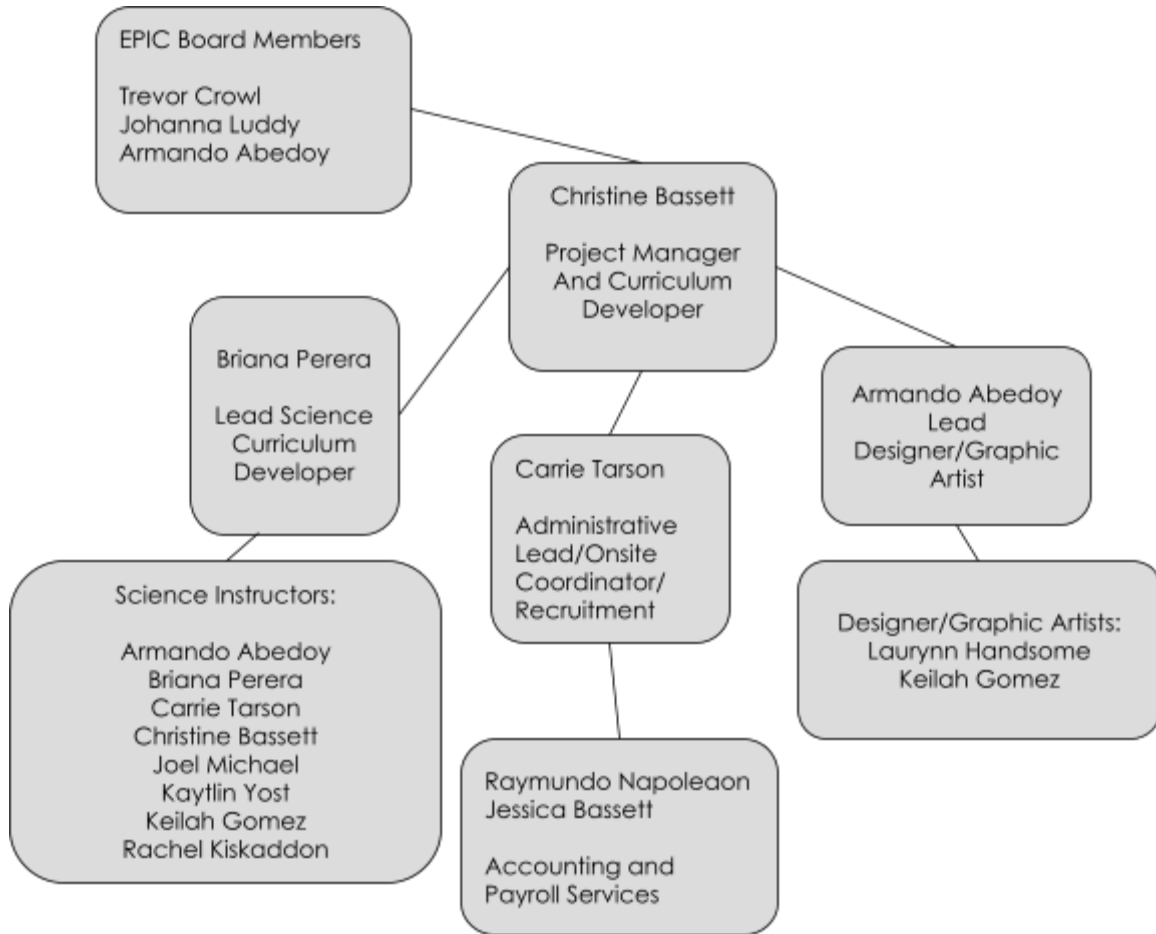 EPIC Board Members
Trevor Crowl
Johanna Luddy
Armando Abedoy
Christine Bassett
Project Manager
And Curriculum
Developer
Briana Perera
Lead Science
Curriculum
Developer
Carrie Tarson
Administrative
Lead/Onsite
Coordinator/
Recruitment
Armando Abedoy
Lead
Designer/Graphic
Artist
Science Instructors:
Armando Abedoy
Briana Perera
Carrie Tarson
Christine Bassett
Joel Michael
Kaytlin Yost
Keilah Gomez
Rachel Kiskaddon
Raymundo Napoleaon
Jessica Bassett
Accounting and
Payroll Services
Designer/Graphic Artists:
Laurynn Handsome
Keilah Gomez